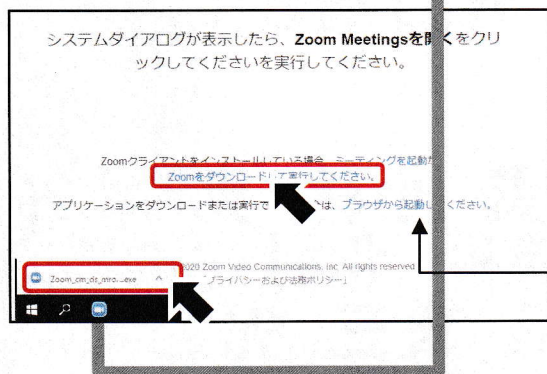 システムダイアログが表示したら、Zoom Meetingsを開くをクリ
ックしてくださいを実行してください。
Zoomクライアントをインストールしている場合、ミーティングを起動
Zoomをダウンロードして実行してください。
アプリケーションをダウンロードまたは実行で は、ブラウザから起動し ください。
2020 Zoom Video Communications, Inc. All rights reserved
「プライバシーおよび法務ポリシー」
Zoom_cm_ds_mro....exe